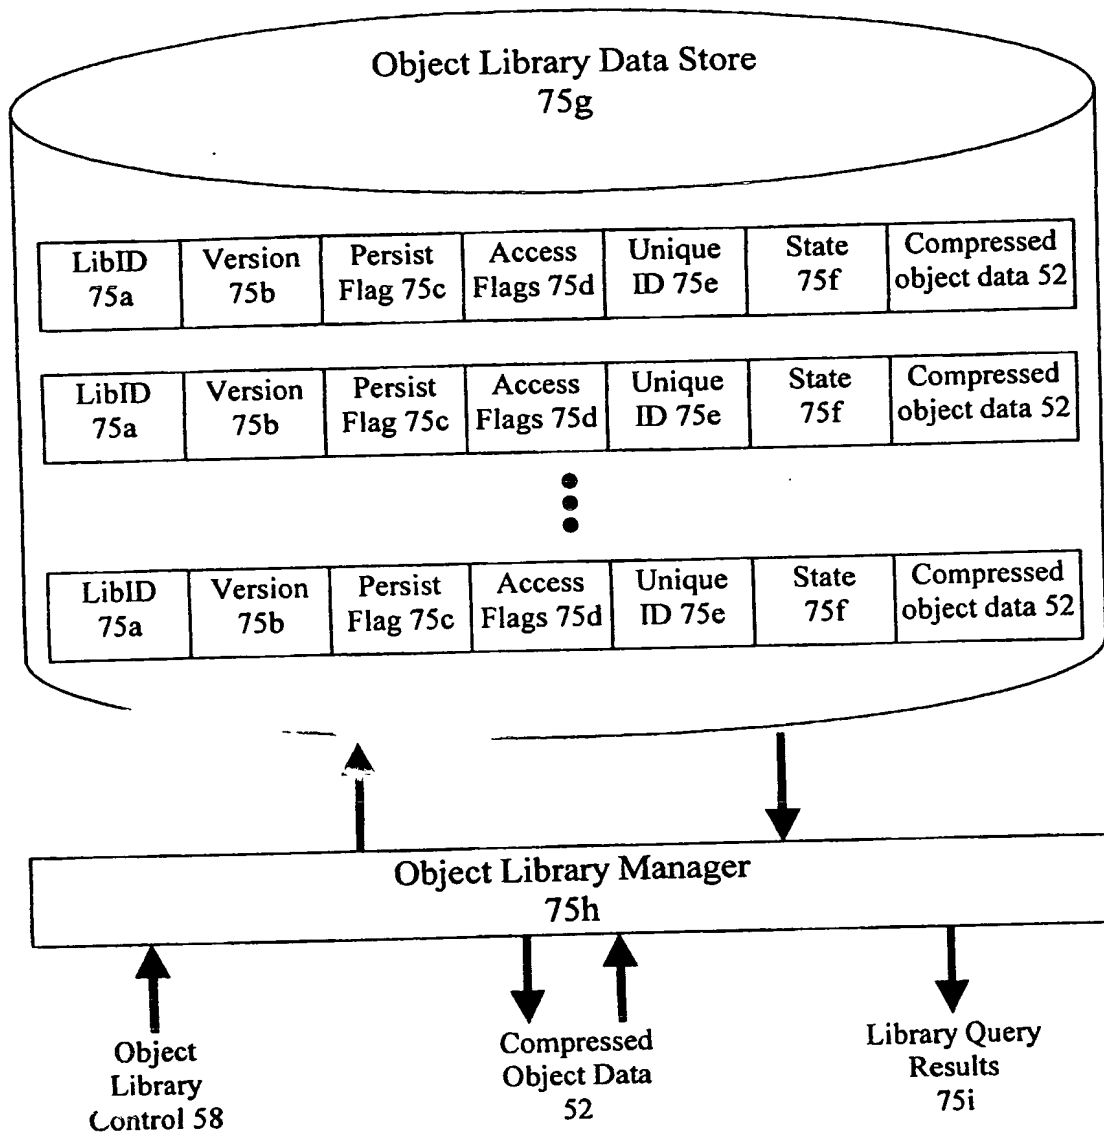 Object Library Data Store
75g
LibID
75a
Version
75b
Persist
Flag 75c
Access
Flags 75d
Unique
ID 75e
State
75f
Compressed
object data 52
LibID
75a
Version
75b
Persist
Flag 75c
Access
Flags 75d
Unique
ID 75e
State
75f
Compressed
object data 52
LibID
75a
Version
75b
Persist
Flag 75c
Access
Flags 75d
Unique
ID 75e
State
75f
Compressed
object data 52
Object Library Manager
75h
Object
Library
Control 58
Compressed
Object Data
52
Library Query
Results
75i